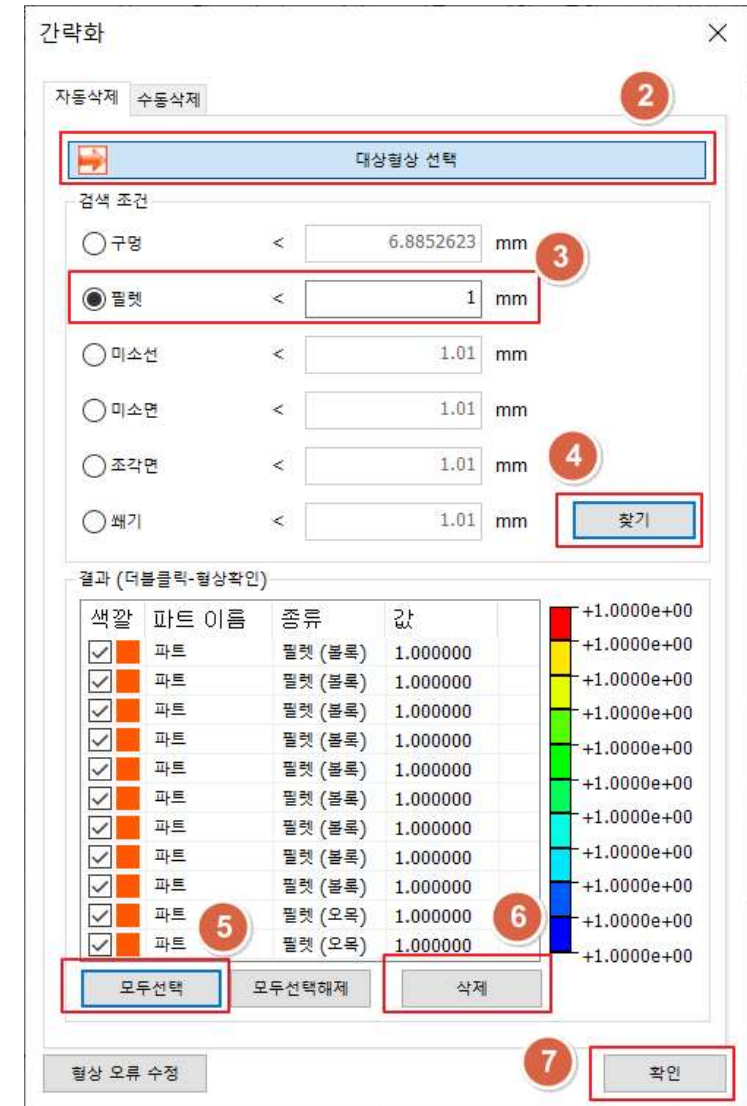 간략화
자동삭제 수동삭제
2
대상형상 선택
검색 조건
구멍 < 6.8852623 mm
3
필렛 < 1 mm
미소선 < 1.01 mm
미소면 < 1.01 mm
4
조각면 < 1.01 mm
쐐기 < 1.01 mm 찾기
결과 (더블클릭-형상확인)
색깔 파트 이름 종류 값
파트 필렛 (볼록) 1.000000
파트 필렛 (볼록) 1.000000
파트 필렛 (볼록) 1.000000
파트 필렛 (볼록) 1.000000
파트 필렛 (볼록) 1.000000
파트 필렛 (볼록) 1.000000
파트 필렛 (볼록) 1.000000
파트 필렛 (볼록) 1.000000
파트 필렛 (볼록) 1.000000
파트 필렛 (오목) 1.000000
파트 필렛 (오목) 1.000000
+1.0000e+00
+1.0000e+00
+1.0000e+00
+1.0000e+00
+1.0000e+00
+1.0000e+00
+1.0000e+00
+1.0000e+00
+1.0000e+00
+1.0000e+00
+1.0000e+00
5
6
모두선택 모두선택해제 삭제
7
형상 오류 수정 확인